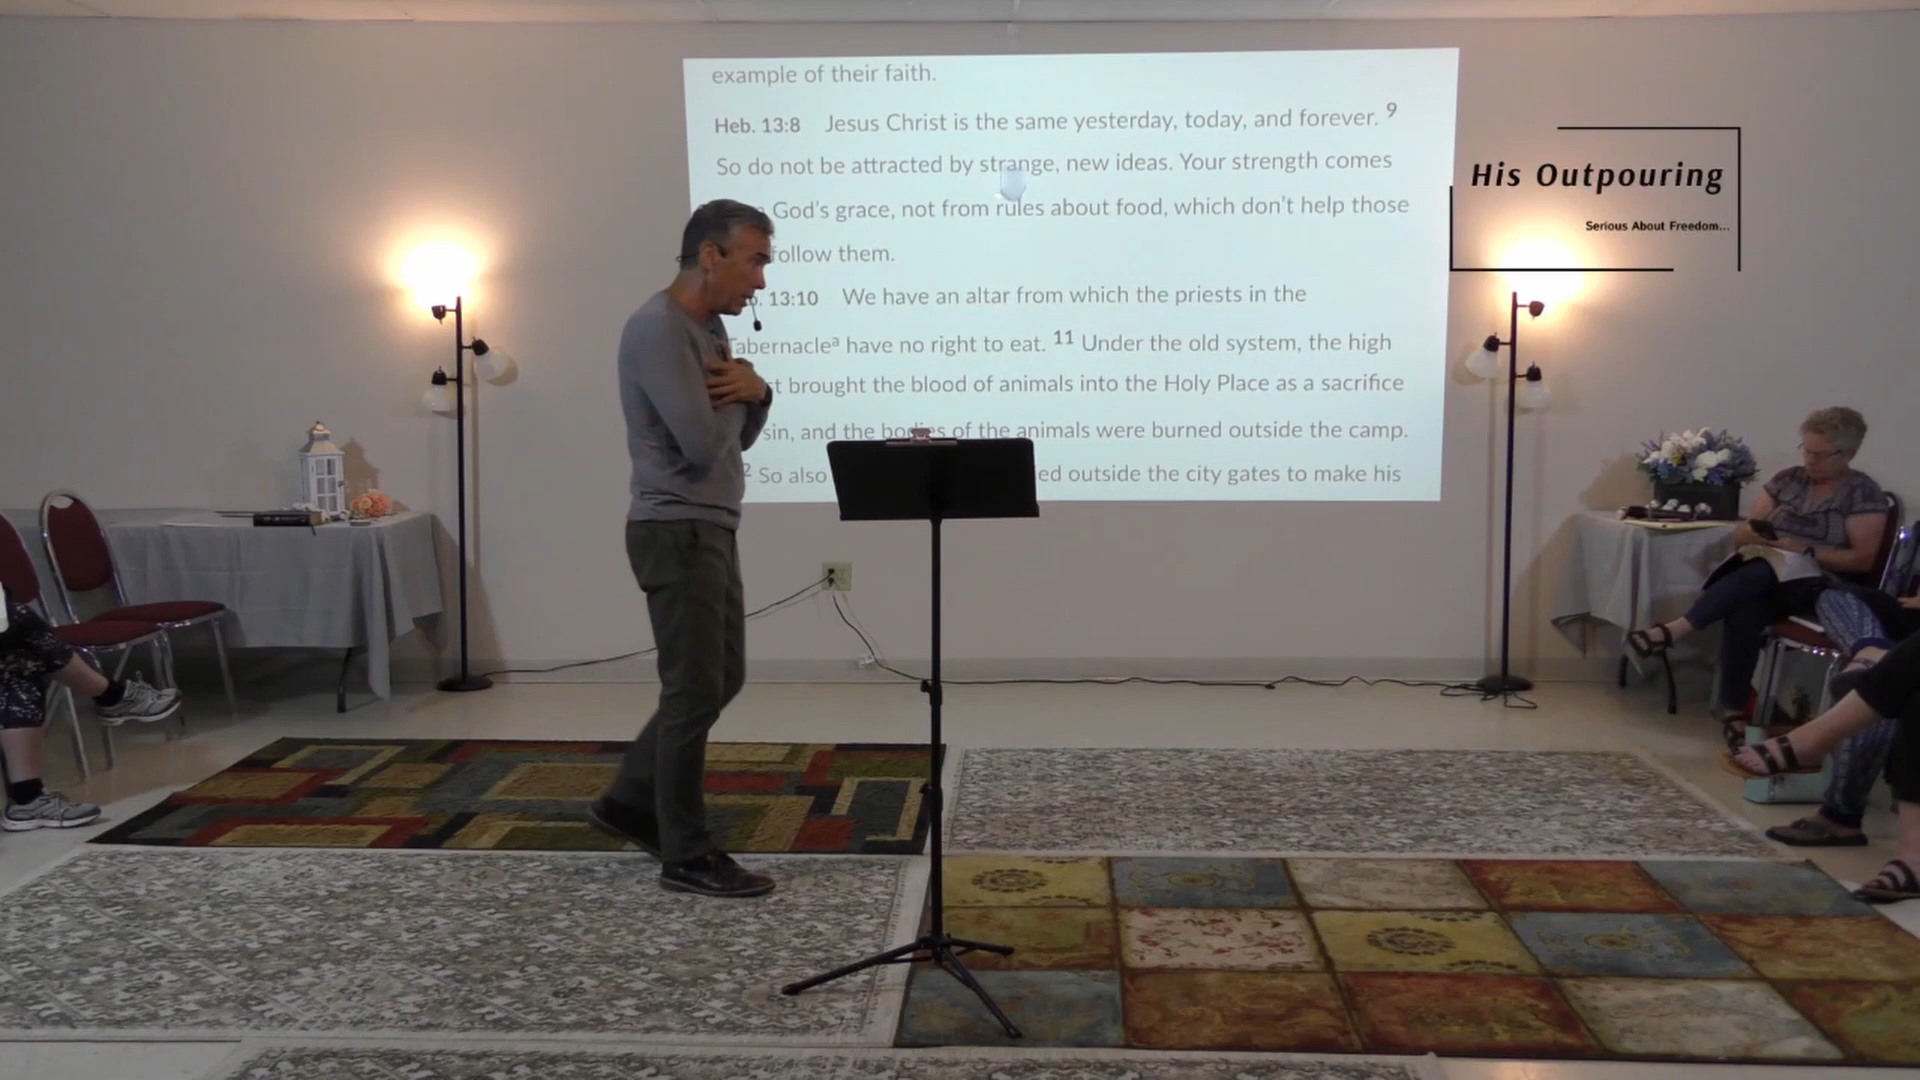 example of their faith.
Heb. 13:8 Jesus Christ is the same yesterday, today, and forever. 9
So do not be attracted by strange, new ideas. Your strength comes
God's grace, not from rules about food, which don't help those
follow them.
13:10 We have an altar from which the priests in the
Tabernacleª have no right to eat. 11 Under the old system, the high
brought the blood of animals into the Holy Place as a sacrifice
sin, and the bodies of the animals were burned outside the camp.
So also outside the city gates to make his
His Outpouring
Serious About Freedom...